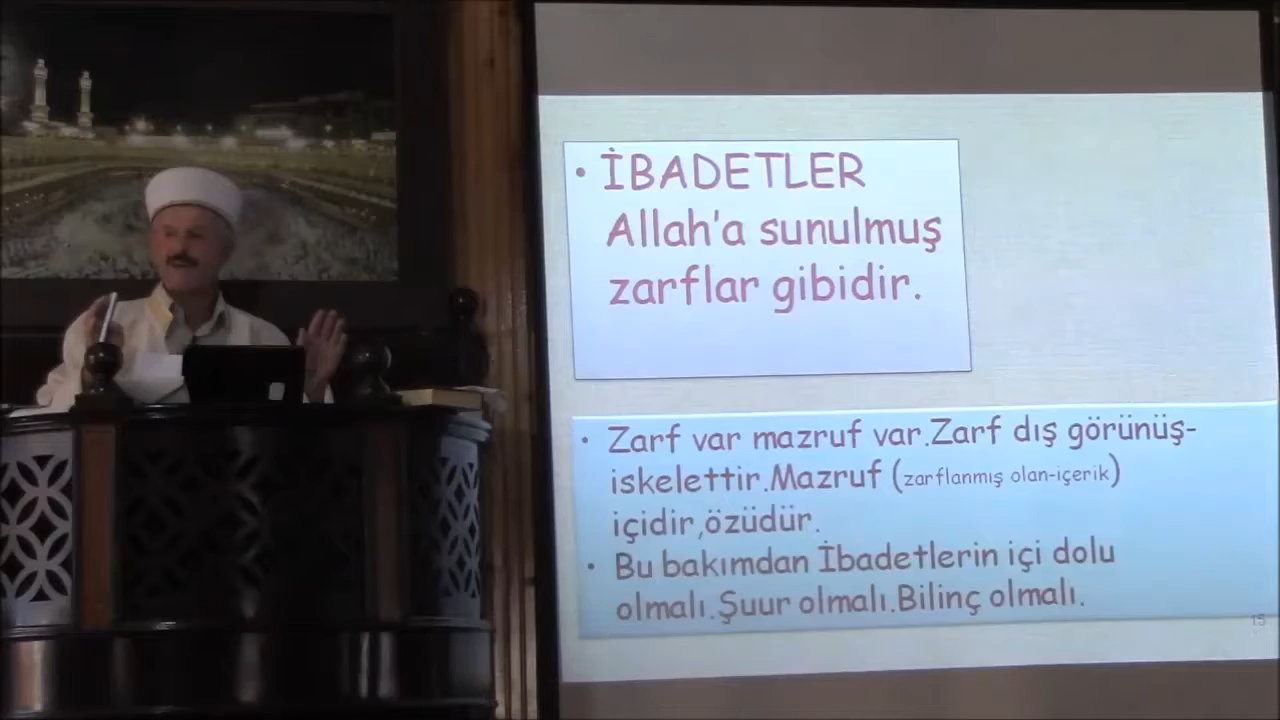 • İBADETLER
Allah'a sunulmuş
zarflar gibidir.
• Zarf var mazruf var.Zarf dış görünüş-
iskelettir.Mazruf (zarflanmış olan-içerik)
içidir,özüdür.
• Bu bakımdan İbadetlerin içi dolu
olmalı.Şuur olmalı.Bilinç olmalı.
15